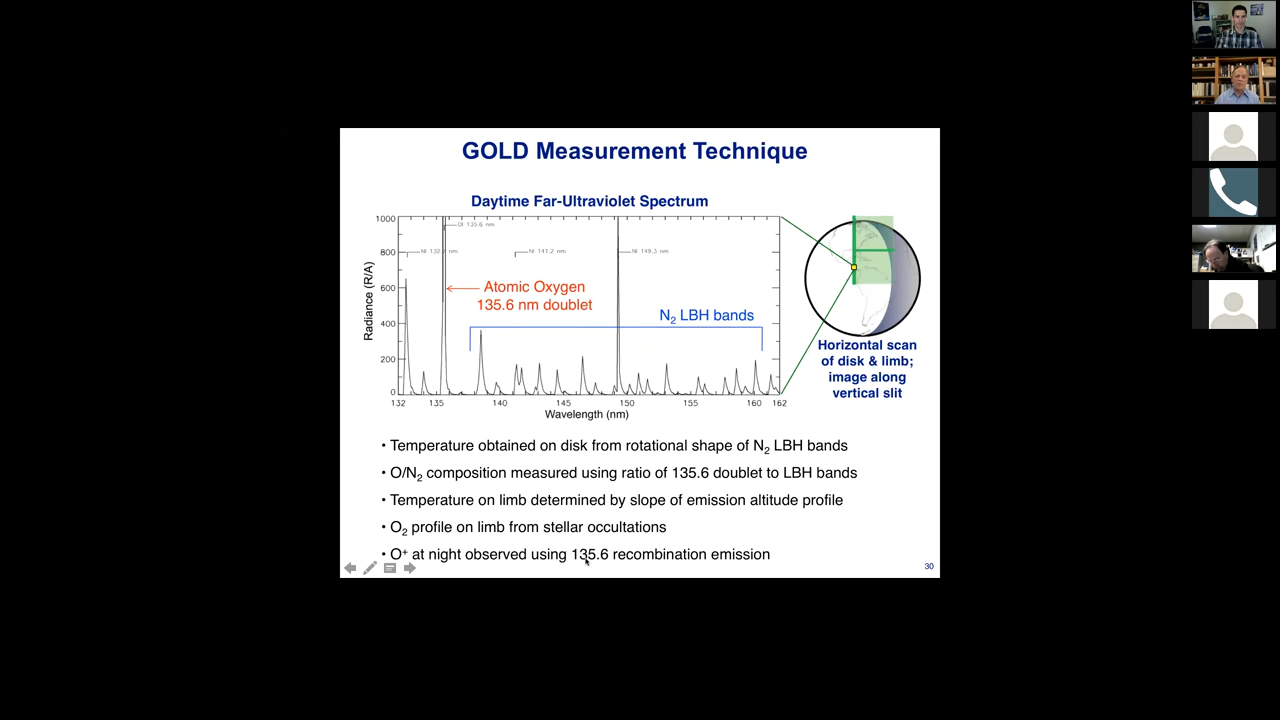 GOLD Measurement Technique
Daytime Far-Ultraviolet Spectrum
1000
800
600
400
200
0
Radiance (R/A)
OI 135.6 nm
NI 141.2 nm
NI 149.3 nm
Atomic Oxygen
135.6 nm doublet
N₂ LBH bands
132 135 140 145 150 155 160 162
Wavelength (nm)
Horizontal scan
of disk & limb;
image along
vertical slit
• Temperature obtained on disk from rotational shape of N₂ LBH bands
• O/N₂ composition measured using ratio of 135.6 doublet to LBH bands
• Temperature on limb determined by slope of emission altitude profile
• O₂ profile on limb from stellar occultations
• O⁺ at night observed using 135.6 recombination emission
30